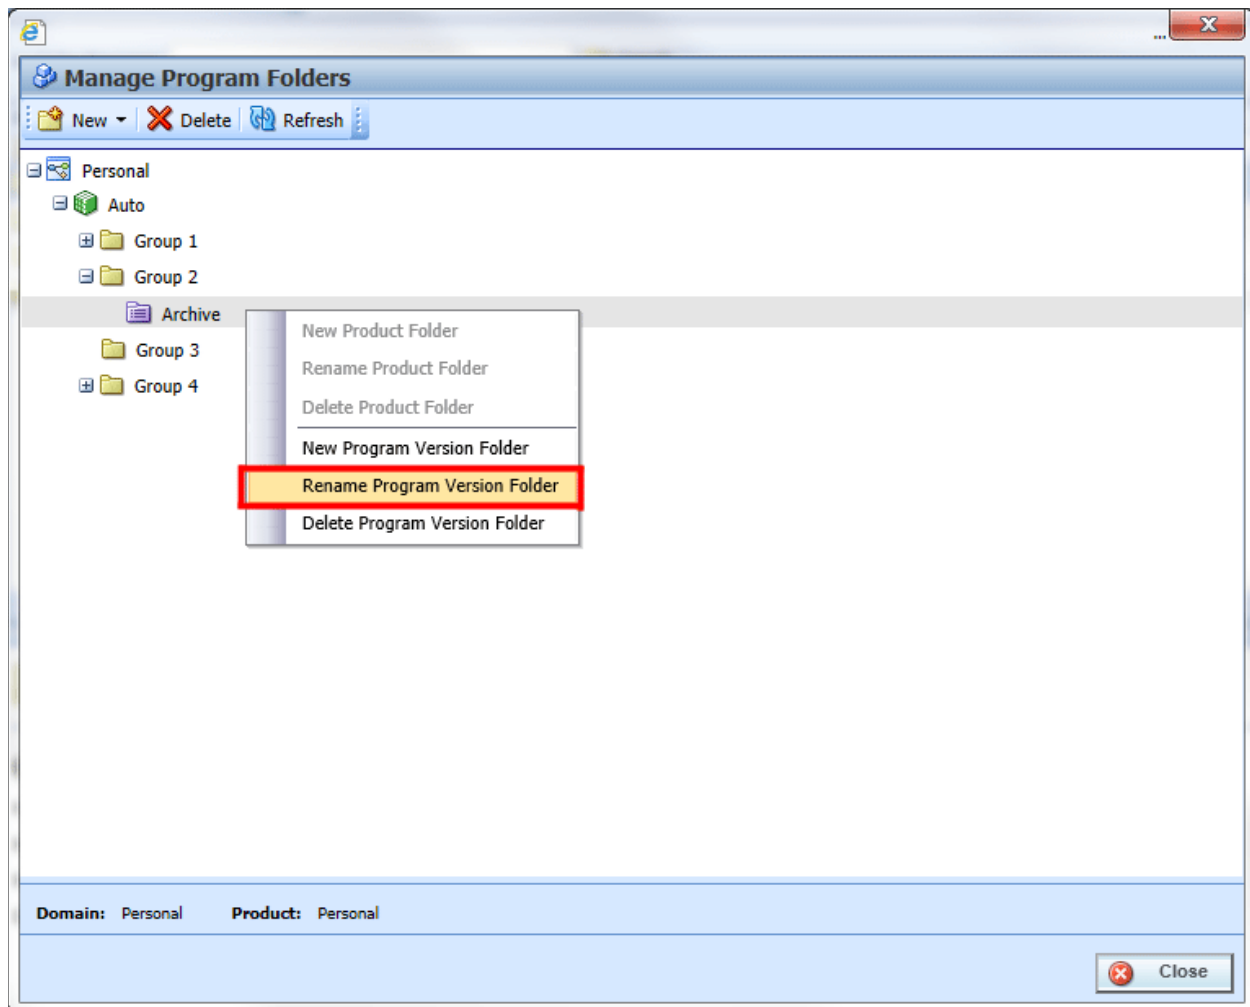 ...
X
Manage Program Folders
New Delete Refresh
Personal
Auto
Group 1
Group 2
Archive
New Product Folder
Group 3
Rename Product Folder
Group 4
Delete Product Folder
New Program Version Folder
Rename Program Version Folder
Delete Program Version Folder
Domain: Personal Product: Personal
Close